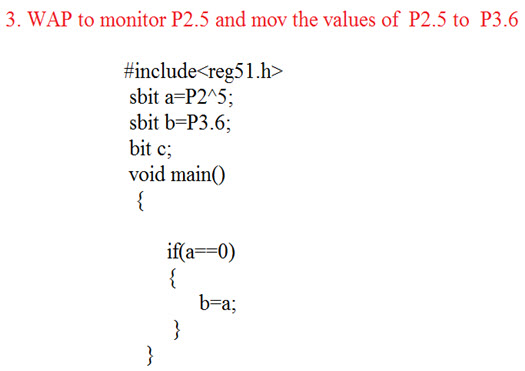 3. WAP to monitor P2.5 and mov the values of P2.5 to P3.6
#include<reg51.h>
sbit a=P2^5;
sbit b=P3.6;
bit c;
void main()
{
if(a==0)
{
b=a;
}
}